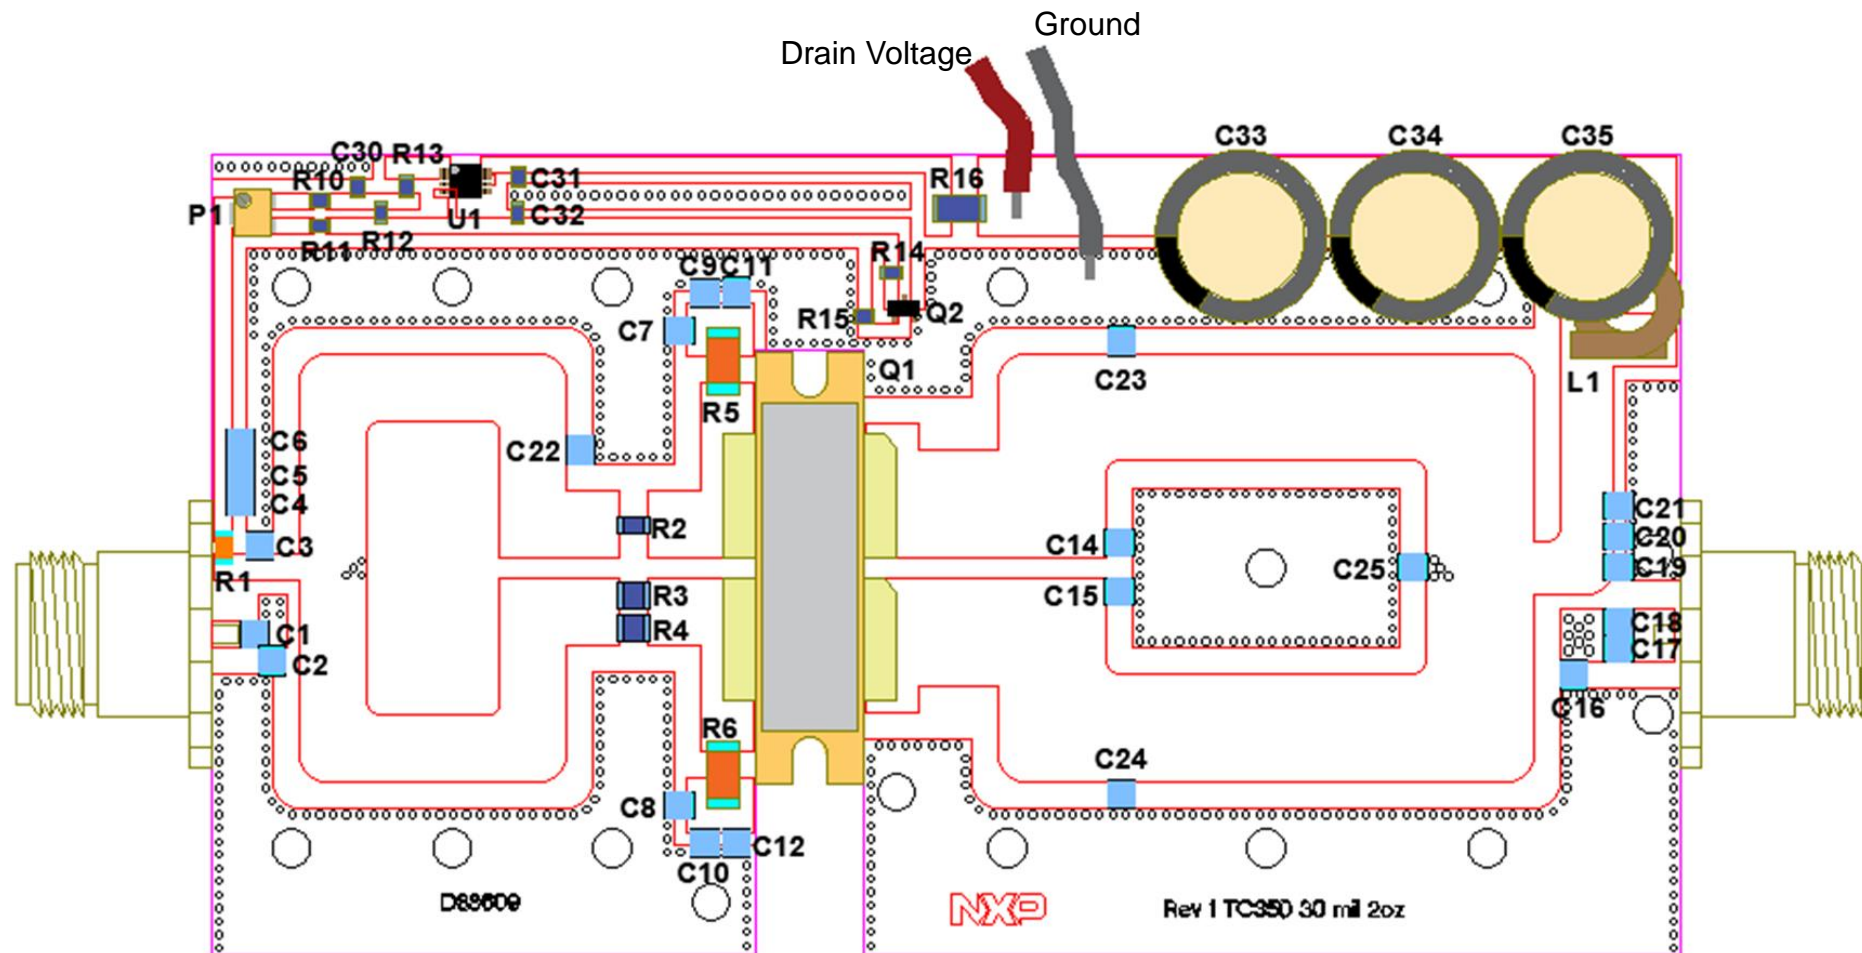 Ground
Drain Voltage
C33
C34
C35
C30
R13
R10
C31
R16
P1
U1
C32
R11
R12
R14
C9
C11
C7
R15
Q2
Q1
C23
L1
R5
C6
C22
C5
C4
C21
R2
C20
C3
C14
C25
C19
R1
R3
C15
C1
R4
C18
C2
C17
C16
R6
C24
C8
C12
C10
D88609
NXP
Rev 1 TC350 30 mil 2oz